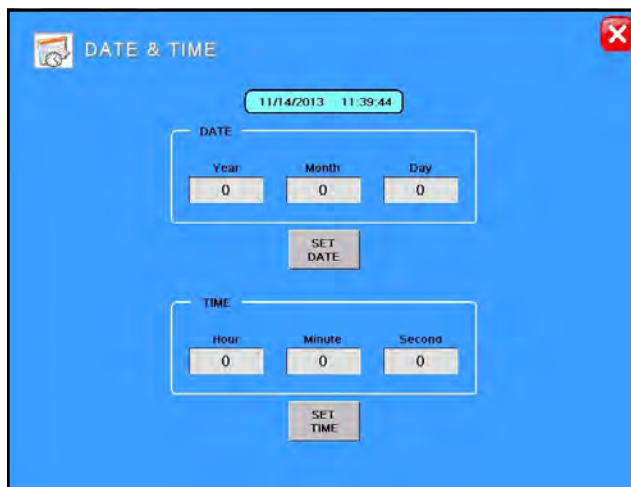 DATE & TIME
11/14/2013 11:39:44
DATE
Year Month Day
0 0 0
SET
DATE
TIME
Hour Minute Second
0 0 0
SET
TIME